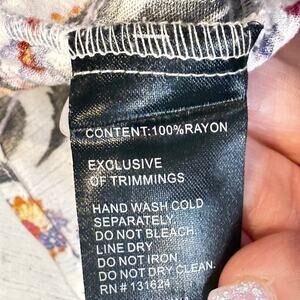 CONTENT:100%RAYON
EXCLUSIVE
OF TRIMMINGS
HAND WASH COLD
SEPARATELY.
DO NOT BLEACH.
LINE DRY
DO NOT IRON
DO NOT DRY CLEAN.
RN # 131624